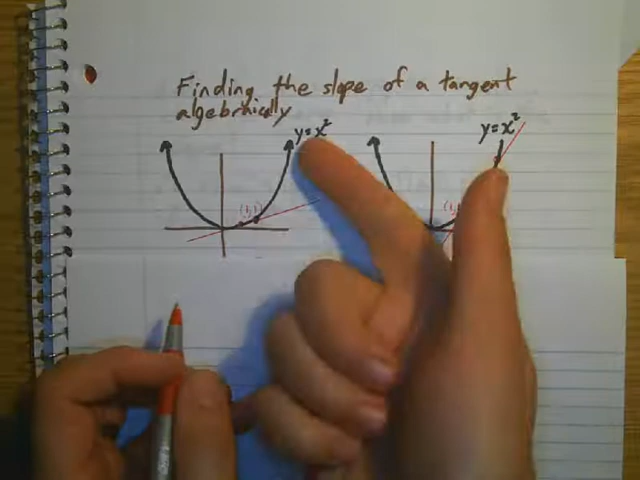 Finding the slope of a tangent
algebraically
y=x²
y=x²
(1,1)